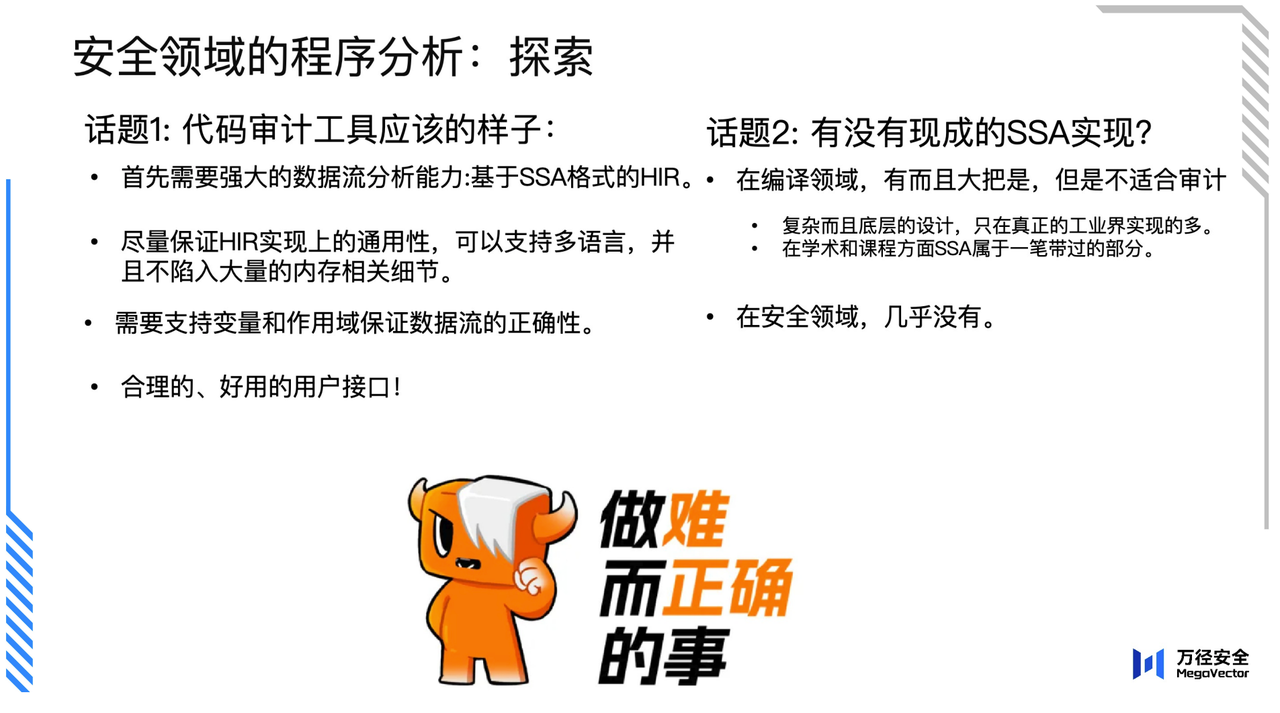 安全领域的程序分析：探索
话题1: 代码审计工具应该的样子：
• 首先需要强大的数据流分析能力:基于SSA格式的HIR。
• 尽量保证HIR实现上的通用性，可以支持多语言，并
且不陷入大量的内存相关细节。
• 需要支持变量和作用域保证数据流的正确性。
• 合理的、好用的用户接口！
话题2: 有没有现成的SSA实现？
• 在编译领域，有而且大把是，但是不适合审计
• 复杂而且底层的设计，只在真正的工业界实现的多。
• 在学术和课程方面SSA属于一笔带过的部分。
• 在安全领域，几乎没有。
做难
而正确
的事
万径安全
MegaVector